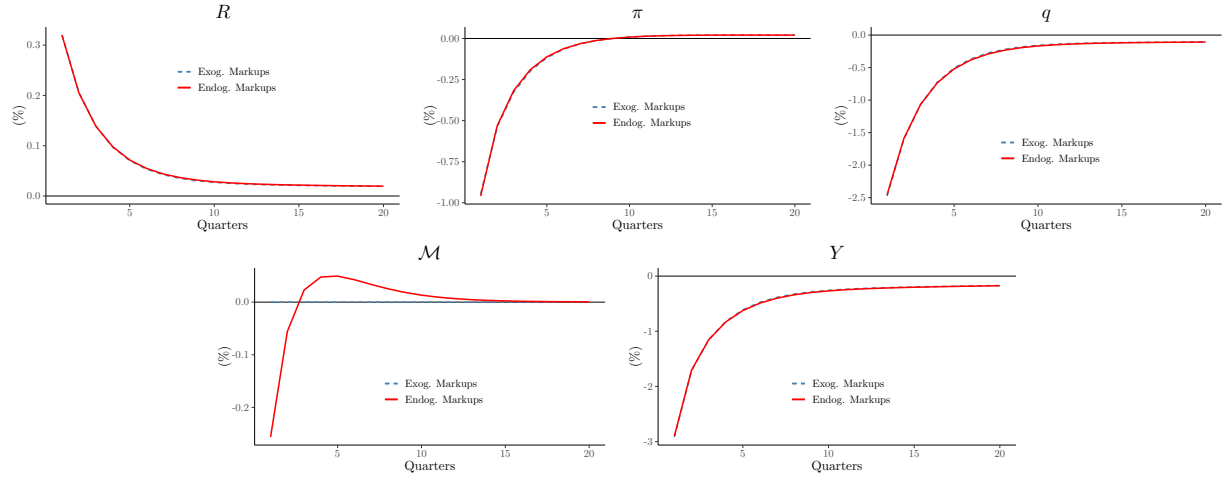 R
π
q
0.3
0.2
0.1
0.0
(%)
Exog. Markups
Endog. Markups
5
10
15
20
Quarters
0.00
-0.25
-0.50
-0.75
-1.00
(%)
Exog. Markups
Endog. Markups
5
10
15
20
Quarters
0.0
-0.5
-1.0
-1.5
-2.0
-2.5
(%)
Exog. Markups
Endog. Markups
5
10
15
20
Quarters
ℳ
Y
0.0
-0.1
-0.2
(%)
Exog. Markups
Endog. Markups
5
10
15
20
Quarters
0
-1
-2
-3
(%)
Exog. Markups
Endog. Markups
5
10
15
20
Quarters